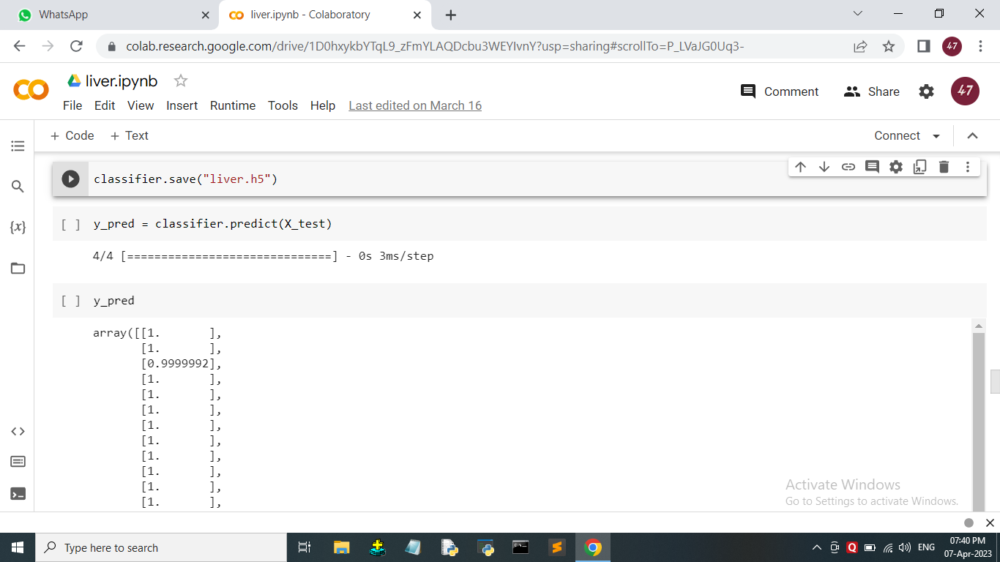 WhatsApp
liver.ipynb - Colaboratory
colab.research.google.com/drive/1D0hxykbYTqL9_zFmYLAQDcbu3WEYIvnY?usp=sharing#scrollTo=P_LVaJG0Uq3-
47
liver.ipynb
File Edit View Insert Runtime Tools Help Last edited on March 16
Comment Share 47
+ Code + Text Connect
classifier.save("liver.h5")
{x}
[ ] y_pred = classifier.predict(X_test)
4/4 [==============================] - 0s 3ms/step
[ ] y_pred
array([[1.       ],
[1.       ],
[0.9999992],
[1.       ],
[1.       ],
[1.       ],
[1.       ],
[1.       ],
[1.       ],
[1.       ],
[1.       ],
[1.       ],
Activate Windows
Go to Settings to activate Windows.
Type here to search
ENG
07:40 PM
07-Apr-2023